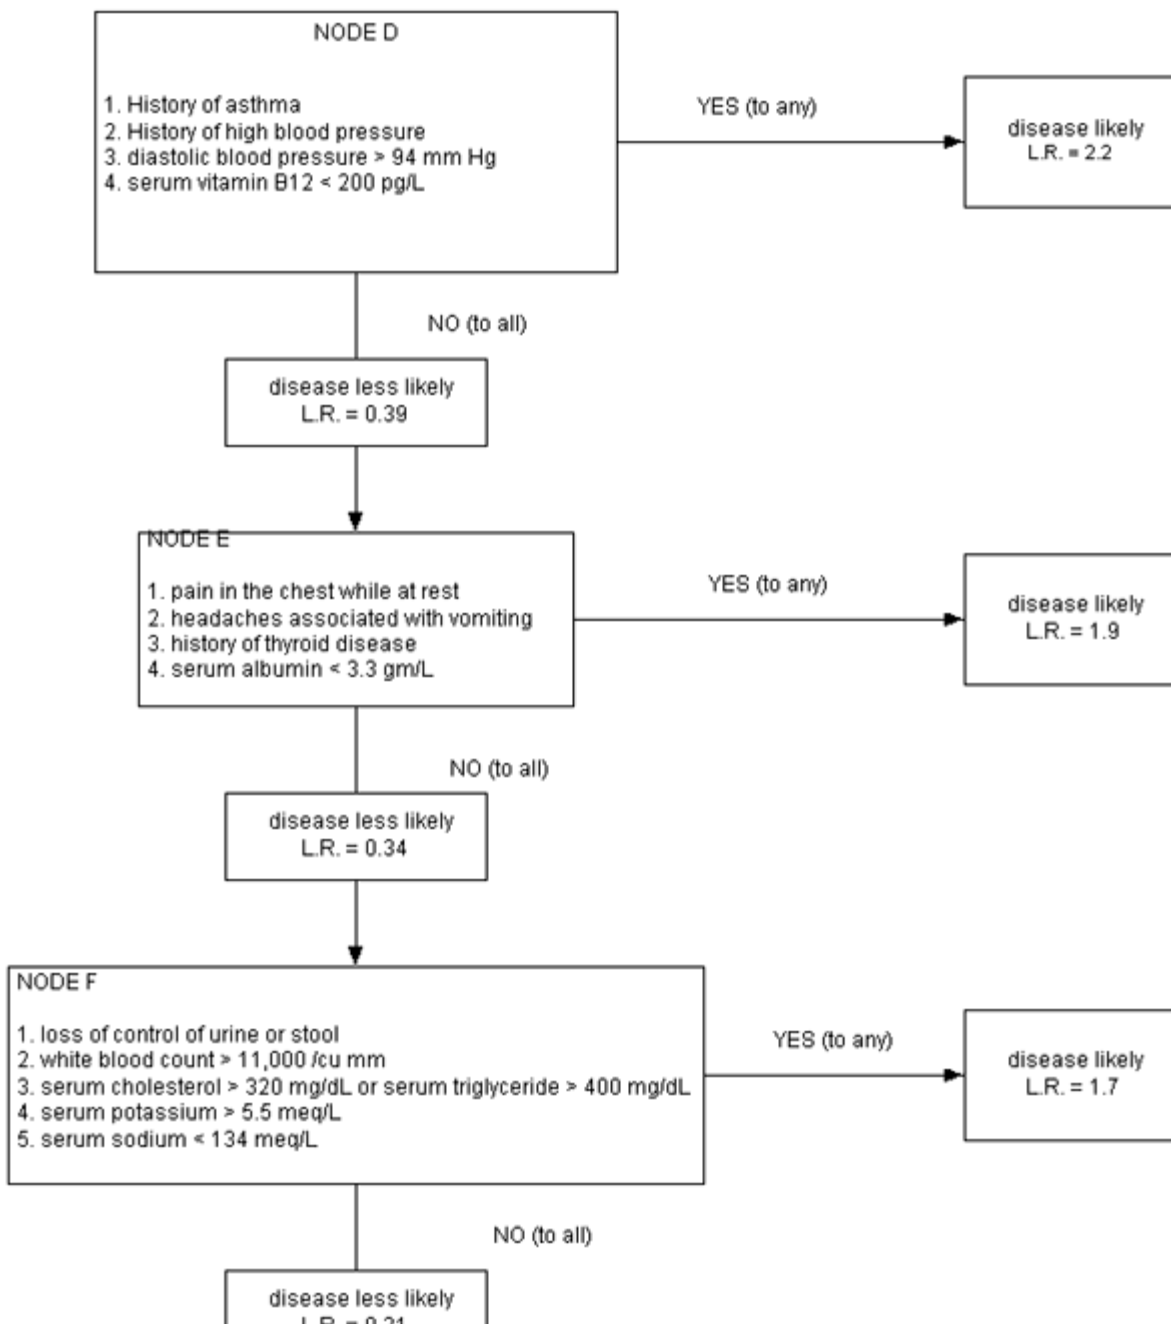 NODE D
1. History of asthma
2. History of high blood pressure
3. diastolic blood pressure > 94 mm Hg
4. serum vitamin B12 < 200 pg/L
YES (to any)
disease likely
L.R. = 2.2
NO (to all)
disease less likely
L.R. = 0.39
NODE E
1. pain in the chest while at rest
2. headaches associated with vomiting
3. history of thyroid disease
4. serum albumin < 3.3 gm/L
YES (to any)
disease likely
L.R. = 1.9
NO (to all)
disease less likely
L.R. = 0.34
NODE F
1. loss of control of urine or stool
2. white blood count > 11,000 /cu mm
3. serum cholesterol > 320 mg/dL or serum triglyceride > 400 mg/dL
4. serum potassium > 5.5 meq/L
5. serum sodium < 134 meq/L
YES (to any)
disease likely
L.R. = 1.7
NO (to all)
disease less likely
L.R. =